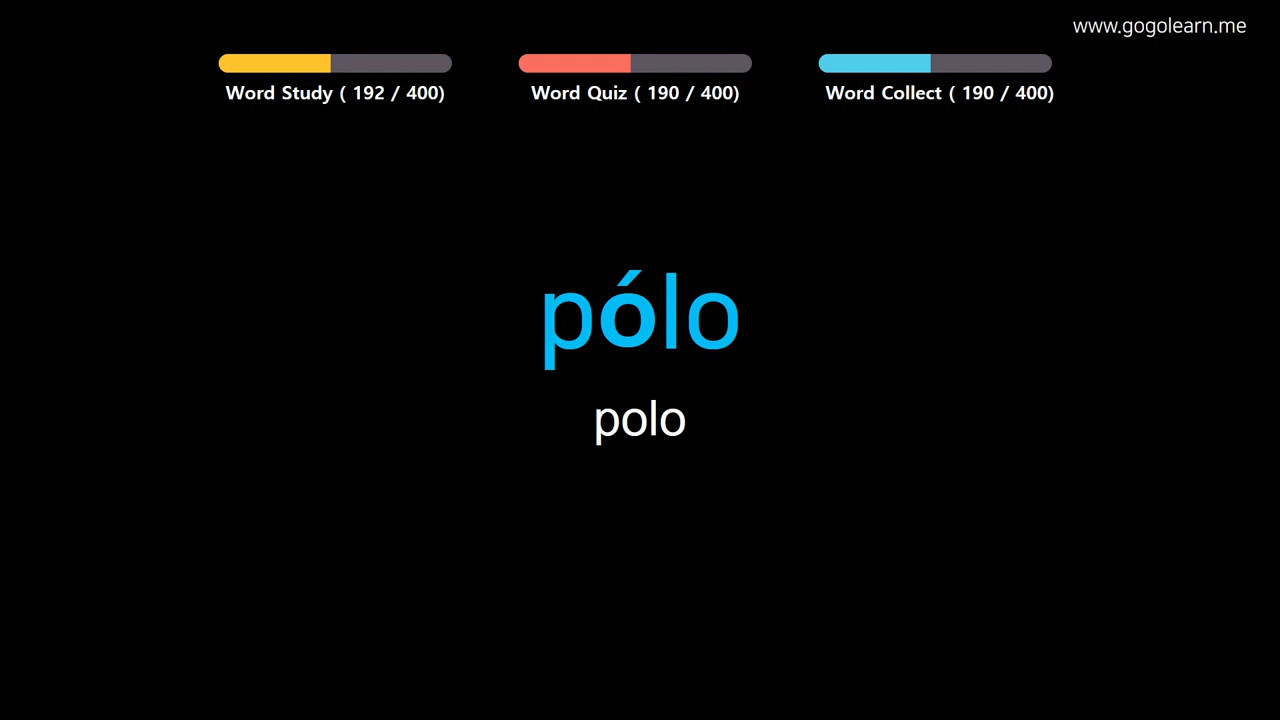 www.gogolearn.me
Word Study ( 192 / 400)
Word Quiz ( 190 / 400)
Word Collect ( 190 / 400)
pólo
polo